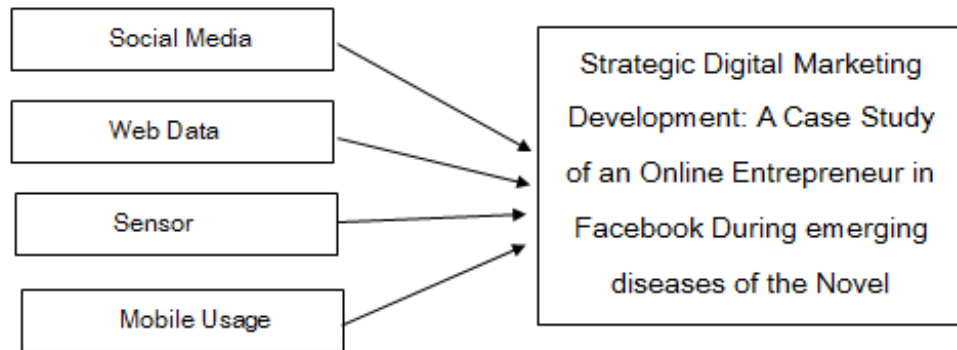 Social Media
Web Data
Sensor
Mobile Usage
Strategic Digital Marketing
Development: A Case Study
of an Online Entrepreneur in
Facebook During emerging
diseases of the Novel